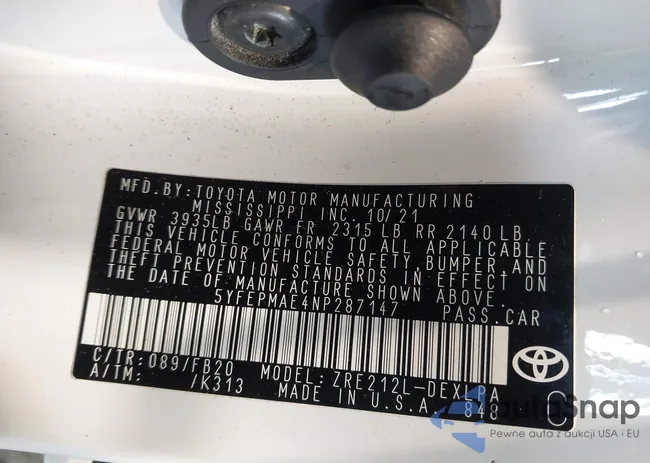 MFD.BY: TOYOTA MOTOR MANUFACTURING
MISSISSIPPI INC. 10/21
GVWR 3935LB GAWR FR 2315 LB RR 2140 LB
THIS VEHICLE CONFORMS TO ALL APPLICABLE
FEDERAL MOTOR VEHICLE SAFETY, BUMPER, AND
THEFT PREVENTION STANDARDS IN EFFECT ON
THE DATE OF MANUFACTURE SHOWN ABOVE.
5YFEPMAE4NP287147 PASS.CAR
C/TR: 089/FB20 MODEL: ZRE212L-DEXLPA
A/TM: /K313 MADE IN U.S.A. 848
C
autaSnap
Pewne auta z aukcji USA i EU